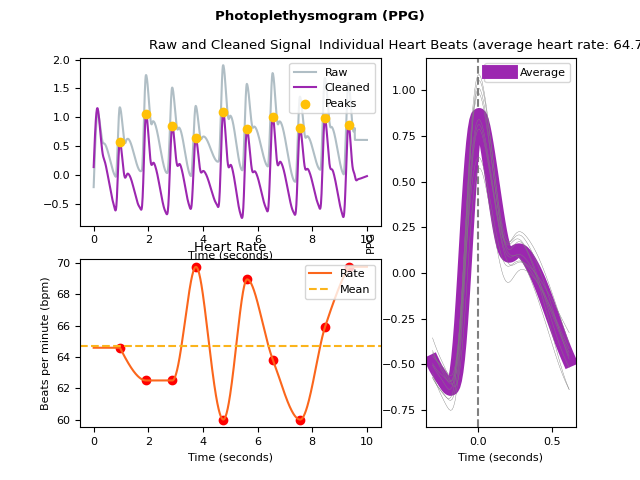 Photoplethysmogram (PPG)
Raw and Cleaned Signal
Individual Heart Beats (average heart rate: 64.7
2.0
1.5
1.0
0.5
0.0
−0.5
Raw
Cleaned
Peaks
0 2 4 6 8 10
Time (seconds)
Heart Rate
70
68
66
64
62
60
Beats per minute (bpm)
Rate
Mean
0 2 4 6 8 10
Time (seconds)
PPG
1.00
0.75
0.50
0.25
0.00
−0.25
−0.50
−0.75
Average
0.0 0.5
Time (seconds)